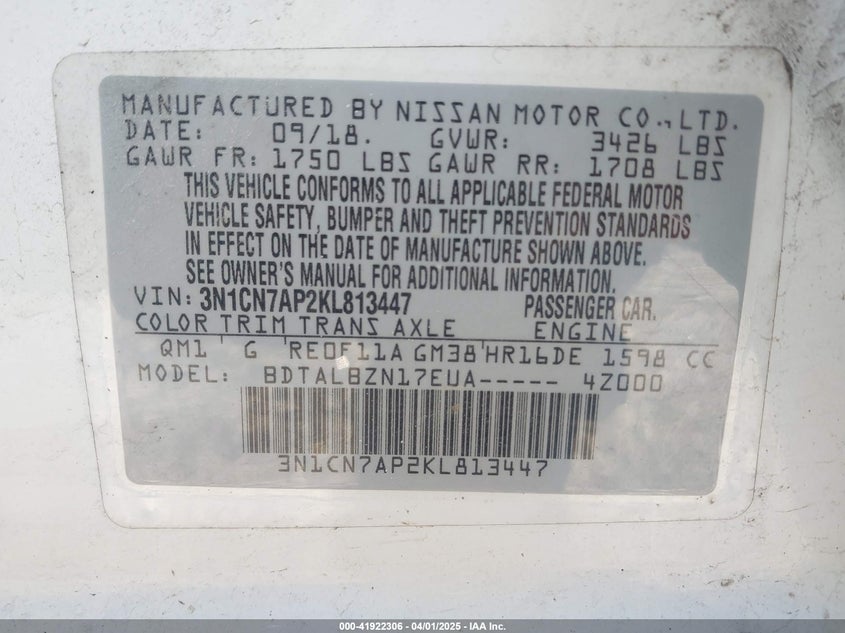 MANUFACTURED BY NISSAN MOTOR CO., LTD.
DATE: 09/18. GVWR: 3426 LBS
GAWR FR: 1750 LBS GAWR RR: 1708 LBS
THIS VEHICLE CONFORMS TO ALL APPLICABLE FEDERAL MOTOR
VEHICLE SAFETY, BUMPER AND THEFT PREVENTION STANDARDS
IN EFFECT ON THE DATE OF MANUFACTURE SHOWN ABOVE.
SEE OWNER'S MANUAL FOR ADDITIONAL INFORMATION.
VIN: 3N1CN7AP2KL813447 PASSENGER CAR.
COLOR TRIM TRANS AXLE ENGINE
QM1 G RE0F11A GM38 HR16DE 1598 CC
MODEL: BDTALBZN17EUA----- 4Z000
3N1CN7AP2KL813447
000-41922306 - 04/01/2025 - IAA Inc.